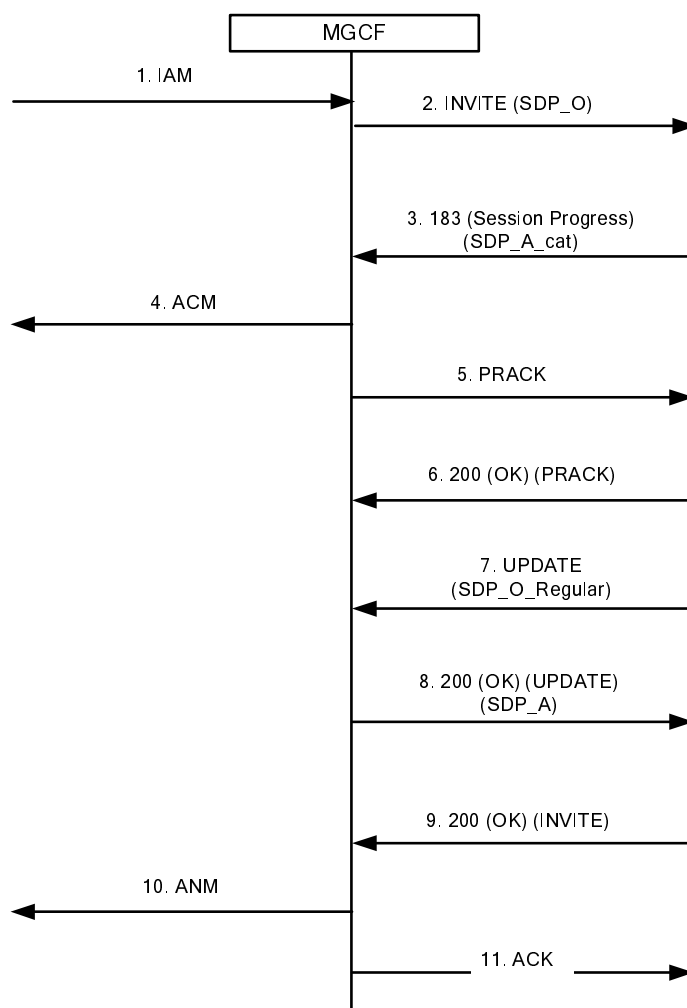 MGCF
1. IAM
2. INVITE (SDP_O)
3. 183 (Session Progress)
(SDP_A_cat)
4. ACM
5. PRACK
6. 200 (OK) (PRACK)
7. UPDATE
(SDP_O_Regular)
8. 200 (OK) (UPDATE)
(SDP_A)
9. 200 (OK) (INVITE)
10. ANM
11. ACK